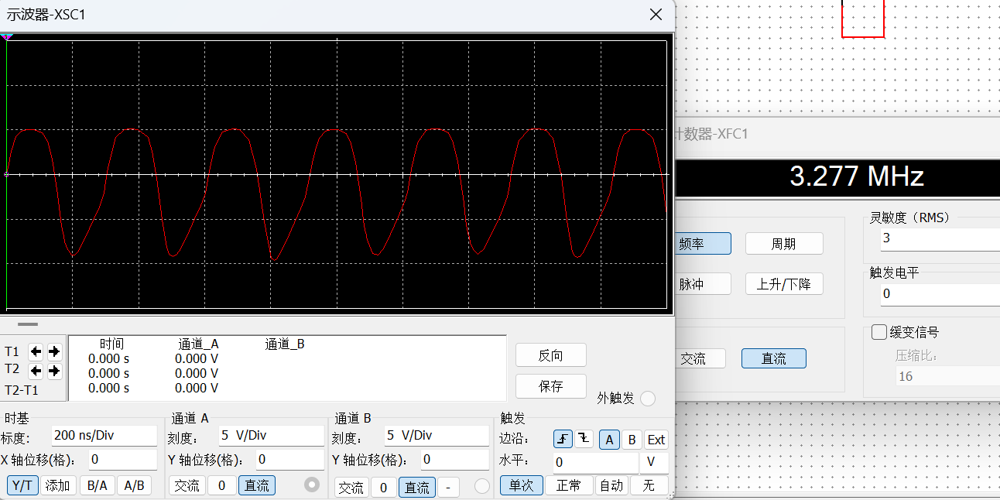 示波器-XSC1
计数器-XFC1
3.277 MHz
灵敏度（RMS）
3
频率
周期
触发电平
脉冲
上升/下降
0
缓变信号
压缩比：
交流
直流
16
时间 通道_A 通道_B
T1 0.000 s 0.000 V
T2 0.000 s 0.000 V
T2-T1 0.000 s 0.000 V
反向
保存
外触发
时基
标度： 200 ns/Div
X 轴位移(格)： 0
Y/T 添加 B/A A/B
通道 A
刻度： 5 V/Div
Y 轴位移(格)： 0
交流 0 直流
通道 B
刻度： 5 V/Div
Y 轴位移(格)： 0
交流 0 直流 -
触发
边沿： A B Ext
水平： 0 V
单次 正常 自动 无